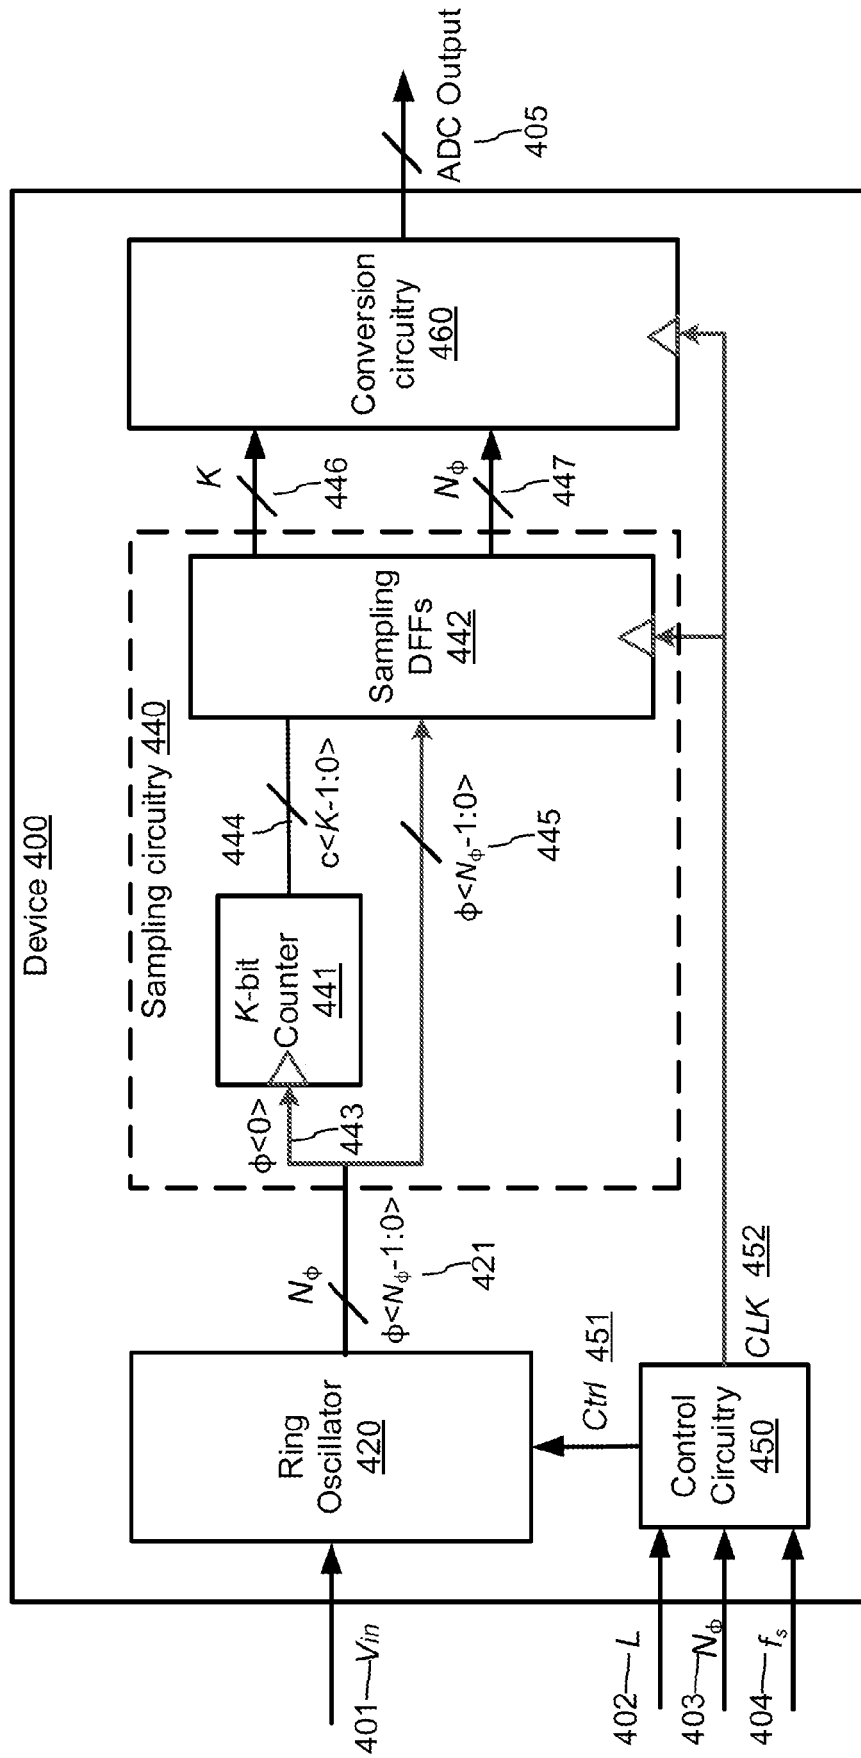 Device 400
Sampling circuitry 440
Ring
Oscillator
420
Nϕ
ϕ<Nϕ-1:0>
421
ϕ<0>
443
K-bit
Counter
441
444
c<K-1:0>
ϕ<Nϕ-1:0>
445
Sampling
DFFs
442
K
446
Nϕ
447
Conversion
circuitry
460
ADC Output
405
401 Vin
402 L
403 Nϕ
404 fs
Control
Circuitry
450
Ctrl 451
CLK 452